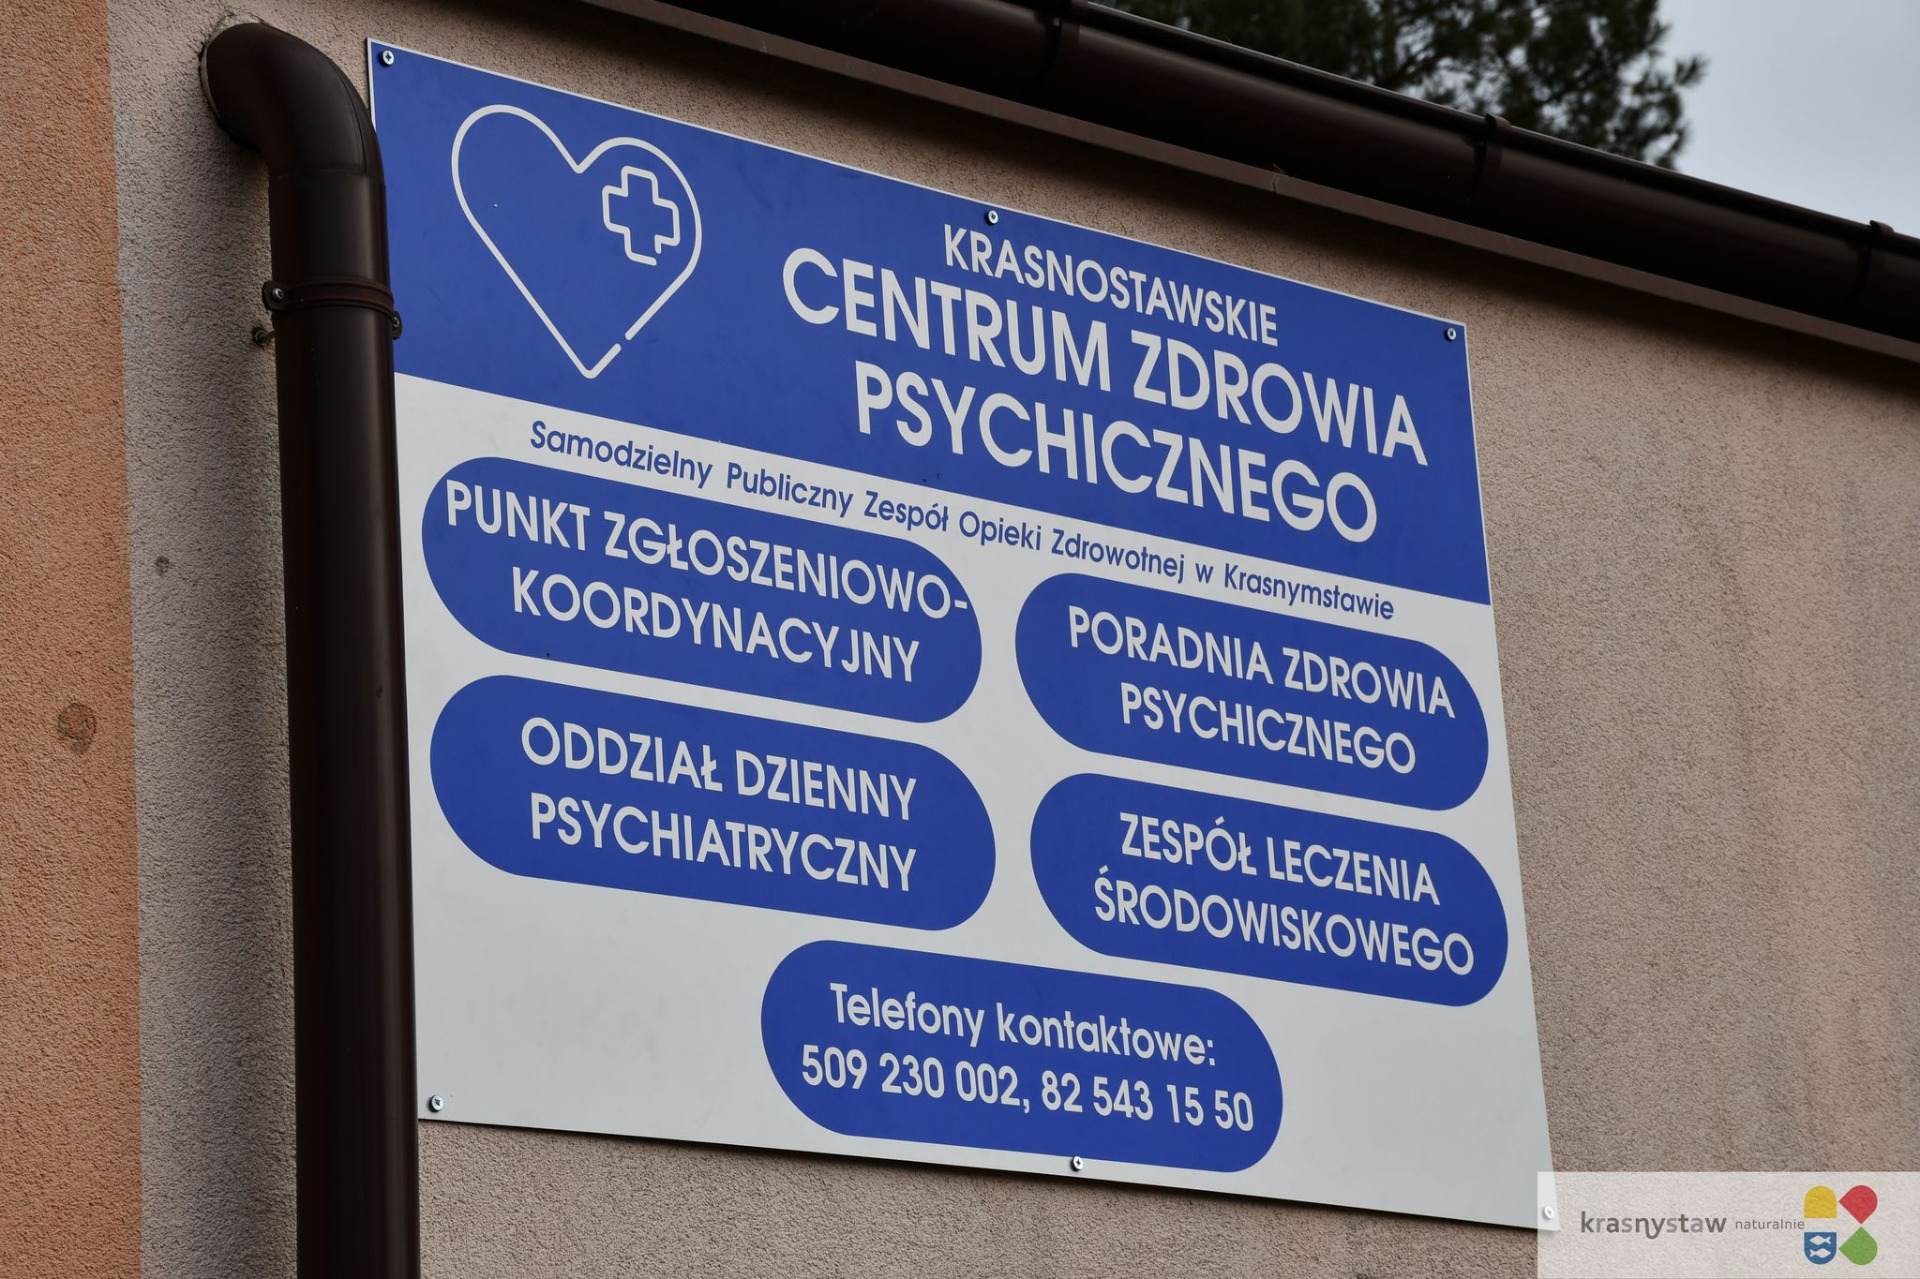 KRASNOSTAWSKIE
CENTRUM ZDROWIA
PSYCHICZNEGO
Samodzielny Publiczny Zespół Opieki Zdrowotnej w Krasnymstawie
PUNKT ZGŁOSZENIOWO-
KOORDYNACYJNY
PORADNIA ZDROWIA
PSYCHICZNEGO
ODDZIAŁ DZIENNY
PSYCHIATRYCZNY
ZESPÓŁ LECZENIA
ŚRODOWISKOWEGO
Telefony kontaktowe:
509 230 002, 82 543 15 50
krasnystaw naturalnie